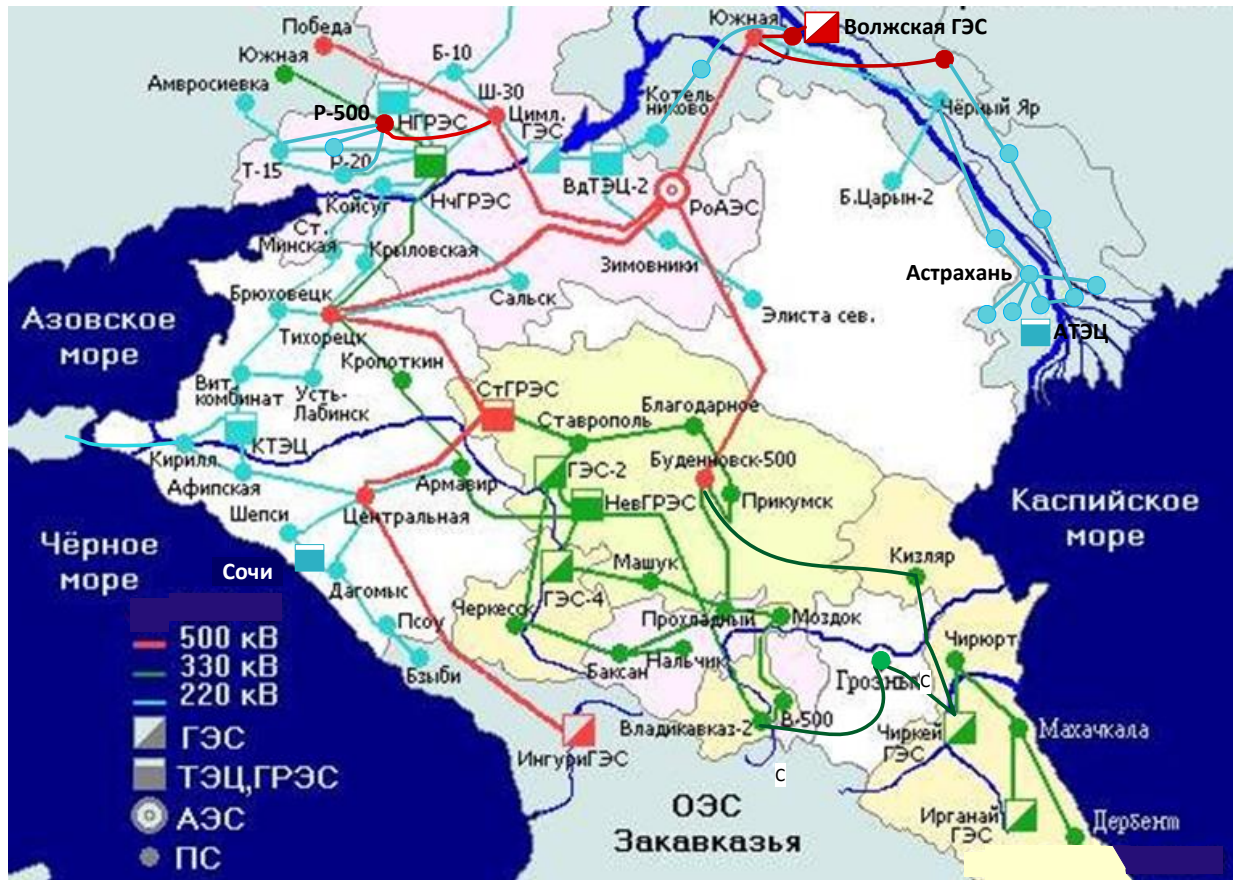 Победа
Южная
Волжская ГЭС
Южная
Б-10
Амвросиевка
Ш-30
Котель
никово
Чёрный Яр
Р-500
НГРЭС
Цимл.
ГЭС
Т-15
Р-20
ВдТЭЦ-2
Б.Царын-2
Койсуг
НчГРЭС
РоАЭС
Ст.
Минская
Крыловская
Зимовники
Астрахань
Брюховецк
Сальск
Элиста сев.
АТЭЦ
Азовское
море
Тихорецк
Кропоткин
Вит.
комбинат
Усть-
Лабинск
СтГРЭС
Благодарное
Ставрополь
КТЭЦ
Кирилл.
Буденновск-500
ГЭС-2
Афипская
Армавир
Прикумск
Каспийское
море
Шепси
Центральная
НевГРЭС
Чёрное
море
Кизляр
Сочи
Машук
Дагомыс
ГЭС-4
Черкесск
Прохладный
Моздок
Псоу
Чирюрт
500 кВ
330 кВ
220 кВ
Баксан
Нальчик
Бзыби
С
Владикавказ-2
В-500
Махачкала
ГЭС
Чиркей
ГЭС
ИнгуриГЭС
С
ТЭЦ,ГРЭС
ОЭС
Закавказья
АЭС
Ирганай
ГЭС
Дербент
ПС